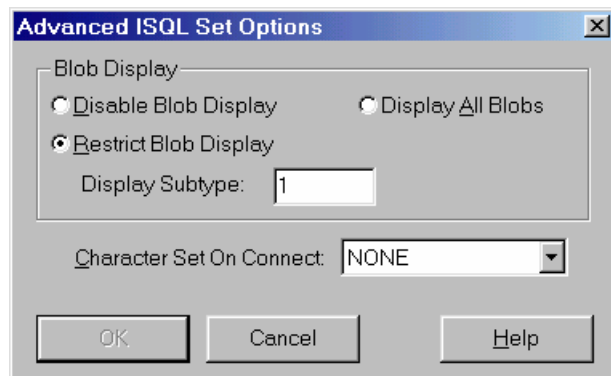 Advanced ISQL Set Options
Blob Display
Disable Blob Display
Display All Blobs
Restrict Blob Display
Display Subtype: 1
Character Set On Connect: NONE
OK
Cancel
Help